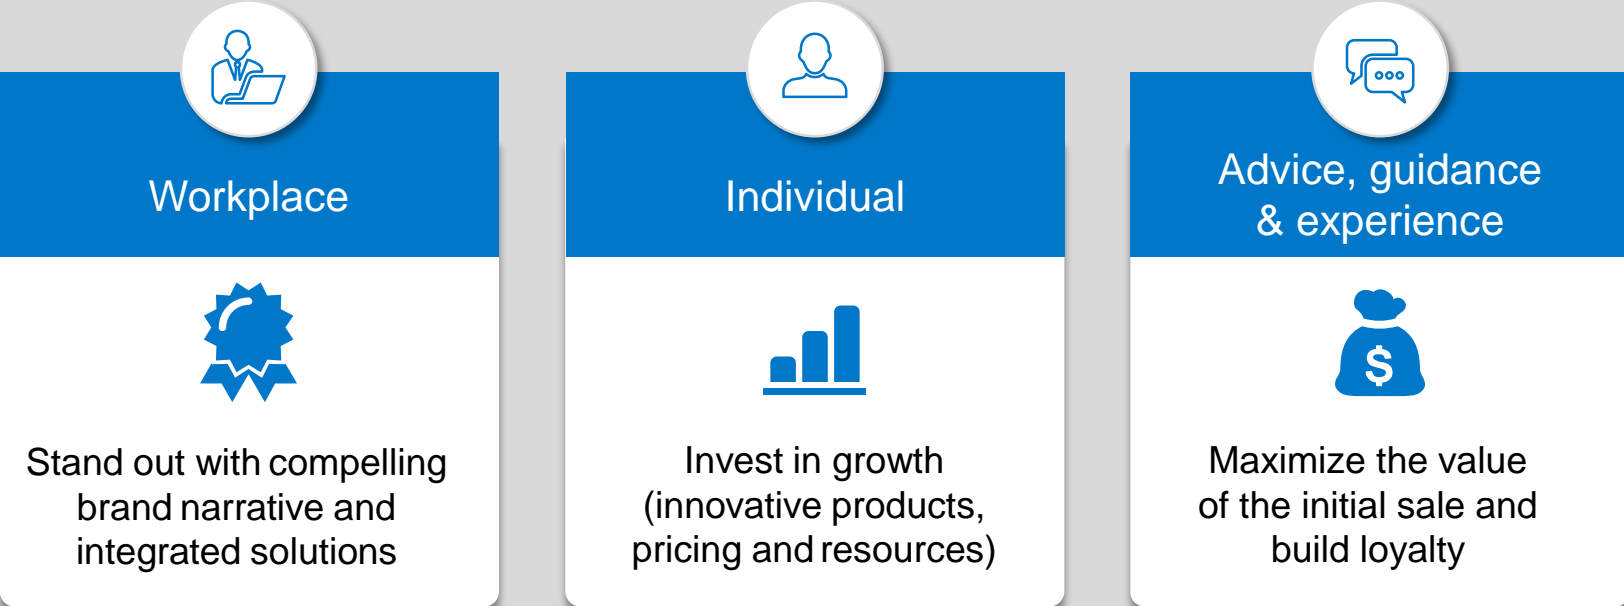 Workplace
Stand out with compelling
brand narrative and
integrated solutions
Individual
Invest in growth
(innovative products,
pricing and resources)
Advice, guidance
& experience
$
Maximize the value
of the initial sale and
build loyalty